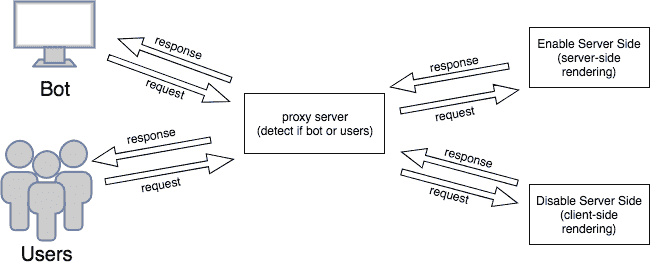 response
request
Bot
response
request
Users
proxy server
(detect if bot or users)
response
request
Enable Server Side
(server-side
rendering)
response
request
Disable Server Side
(client-side
rendering)